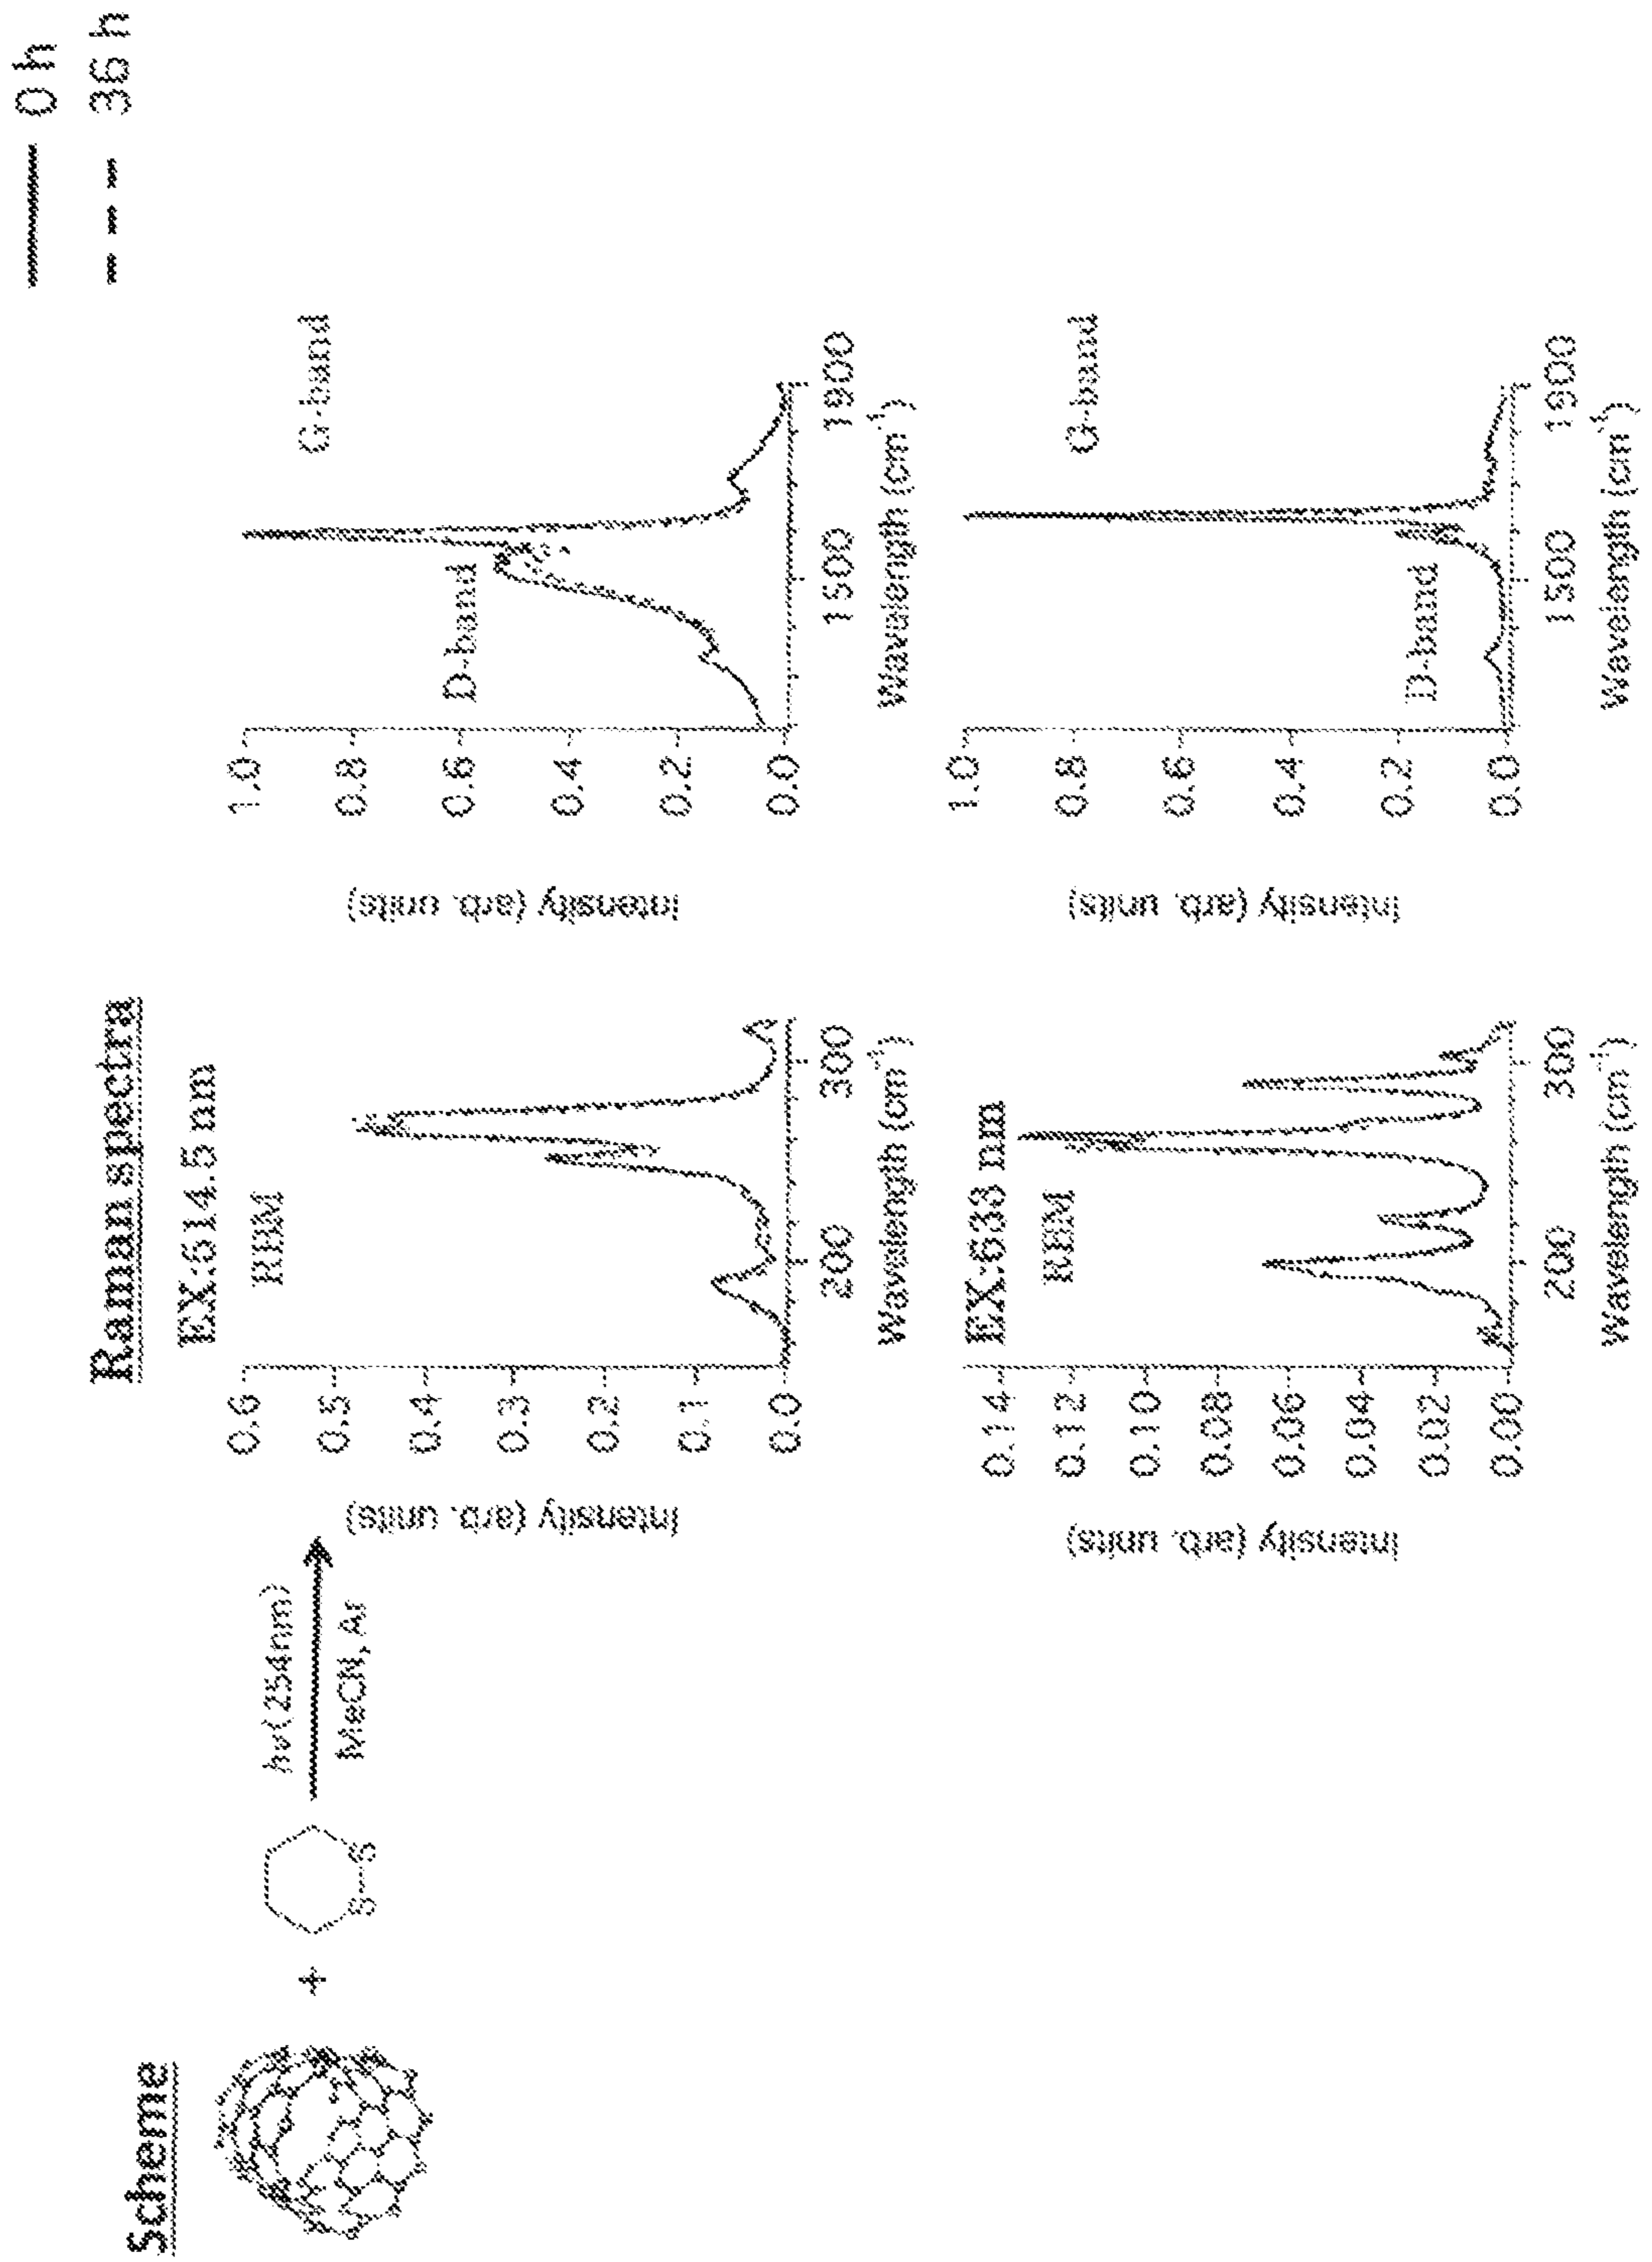 Scheme
+
S-S
hν(254nm)
MeCN, Ar
Raman spectra
0 h
36 h
EX:514.5 nm
RBM
Intensity (arb. units)
0.6
0.5
0.4
0.3
0.2
0.1
0.0
200
300
Wavelength (cm⁻¹)
D-band
G-band
Intensity (arb. units)
1.0
0.8
0.6
0.4
0.2
0.0
1500
1900
Wavelength (cm⁻¹)
EX:633 nm
RBM
Intensity (arb. units)
0.14
0.12
0.10
0.08
0.06
0.04
0.02
0.00
200
300
Wavelength (cm⁻¹)
D-band
G-band
Intensity (arb. units)
1.0
0.8
0.6
0.4
0.2
0.0
1500
1900
Wavelength (cm⁻¹)